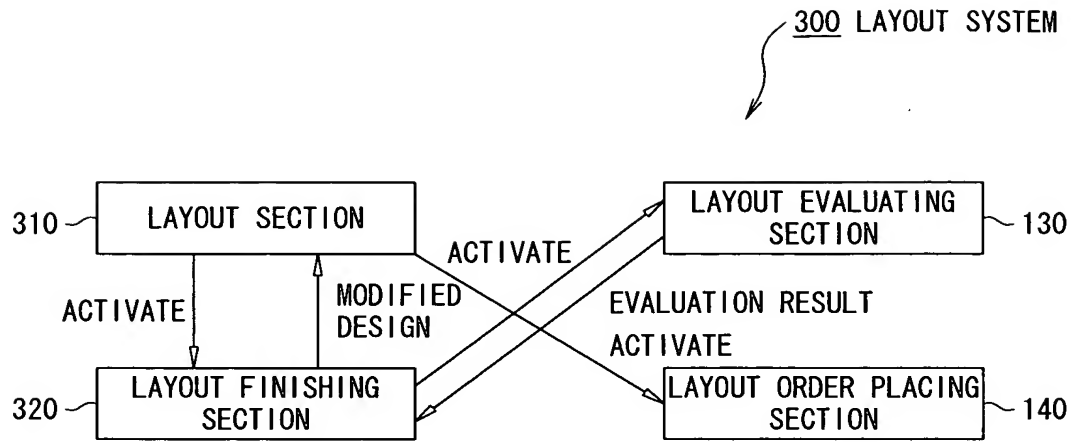 300 LAYOUT SYSTEM
310
LAYOUT SECTION
LAYOUT EVALUATING
SECTION
130
ACTIVATE
ACTIVATE
MODIFIED
DESIGN
EVALUATION RESULT
ACTIVATE
320
LAYOUT FINISHING
SECTION
LAYOUT ORDER PLACING
SECTION
140